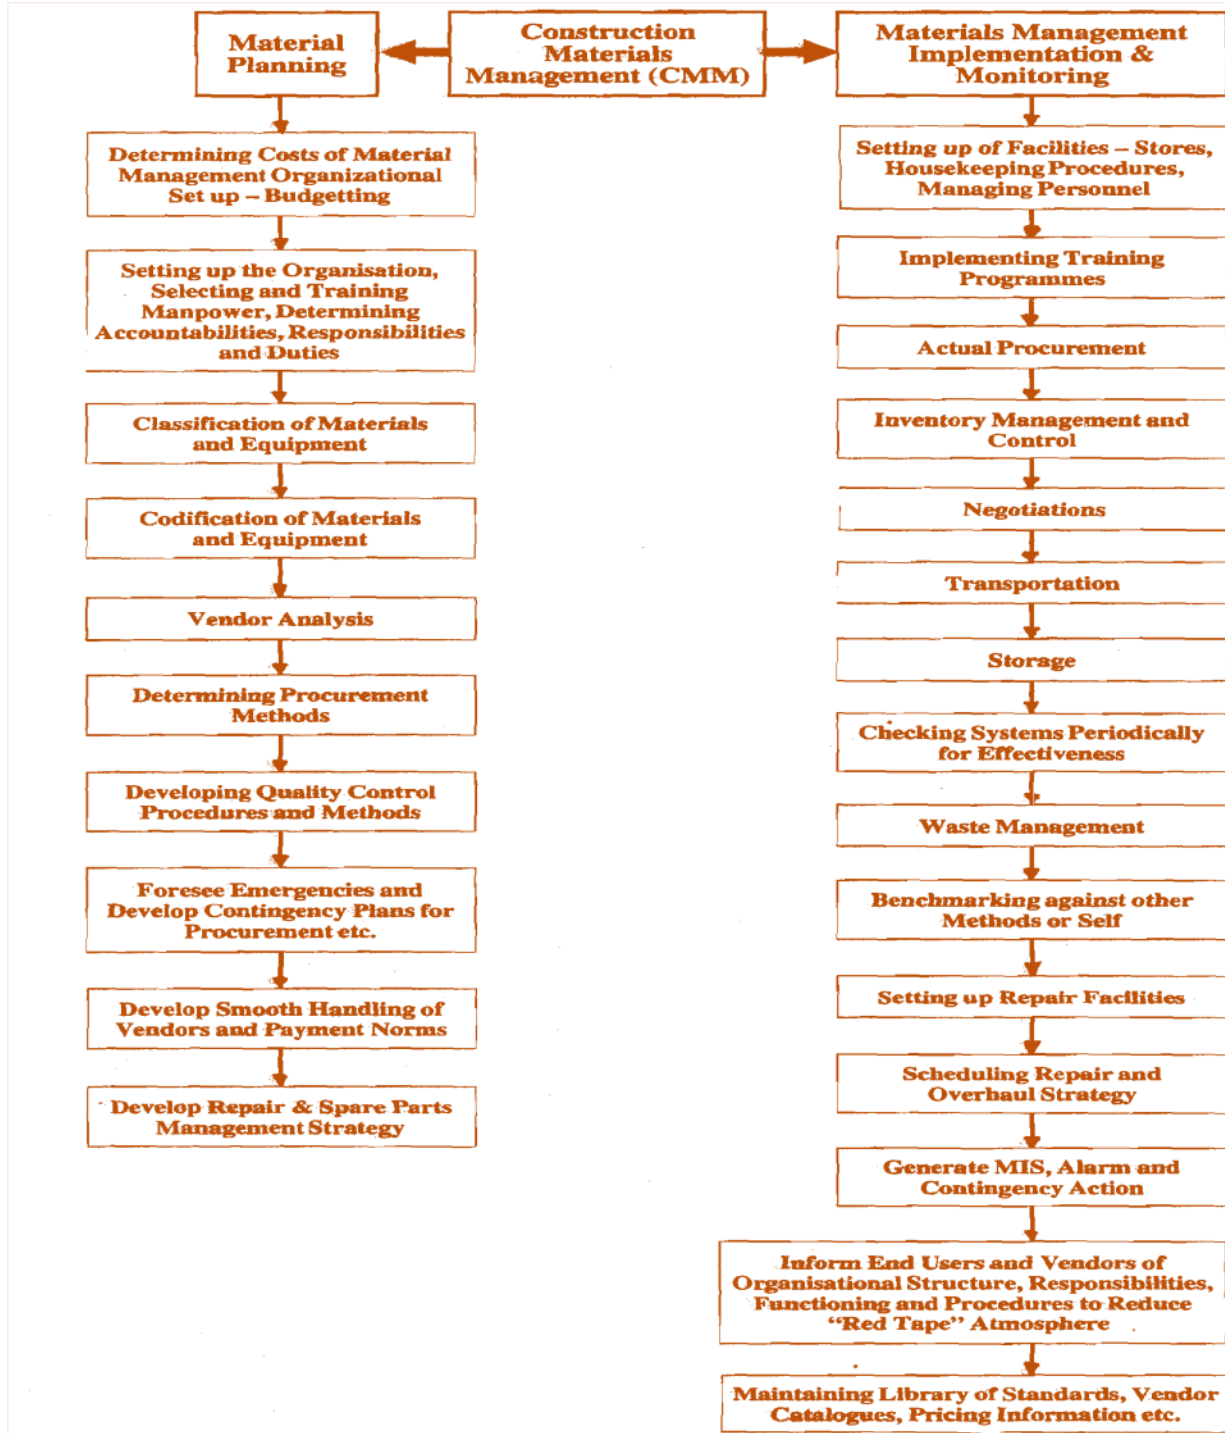 Material
Planning
Construction
Materials
Management (CMM)
Materials Management
Implementation &
Monitoring
Determining Costs of Material
Management Organizational
Set up – Budgetting
Setting up the Organisation,
Selecting and Training
Manpower, Determining
Accountabilities, Responsibilities
and Duties
Classification of Materials
and Equipment
Codification of Materials
and Equipment
Vendor Analysis
Determining Procurement
Methods
Developing Quality Control
Procedures and Methods
Foresee Emergencies and
Develop Contingency Plans for
Procurement etc.
Develop Smooth Handling of
Vendors and Payment Norms
Develop Repair & Spare Parts
Management Strategy
Setting up of Facilities – Stores,
Housekeeping Procedures,
Managing Personnel
Implementing Training
Programmes
Actual Procurement
Inventory Management and
Control
Negotiations
Transportation
Storage
Checking Systems Periodically
for Effectiveness
Waste Management
Benchmarking against other
Methods or Self
Setting up Repair Facilities
Scheduling Repair and
Overhaul Strategy
Generate MIS, Alarm and
Contingency Action
Inform End Users and Vendors of
Organisational Structure, Responsibilities,
Functioning and Procedures to Reduce
“Red Tape” Atmosphere
Maintaining Library of Standards, Vendor
Catalogues, Pricing Information etc.